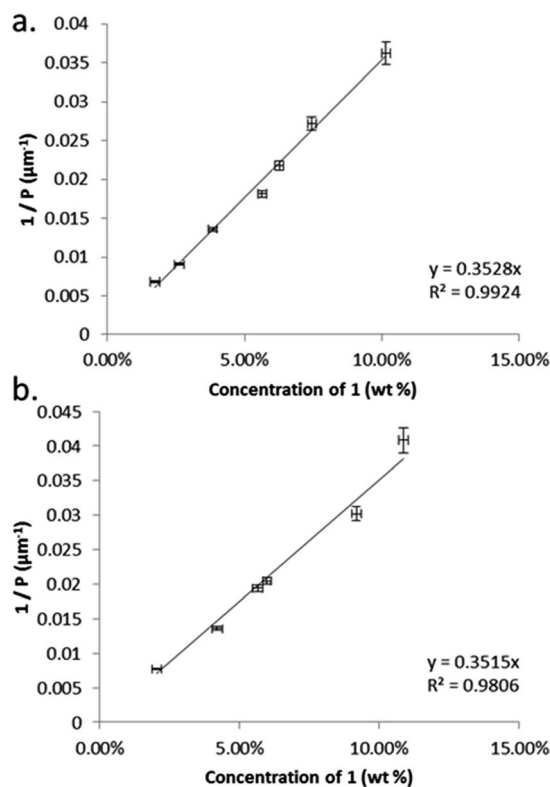 a.
0.04
0.035
0.03
0.025
0.02
0.015
0.01
0.005
0
1 / P (µm⁻¹)
y = 0.3528x
R² = 0.9924
0.00% 5.00% 10.00% 15.00%
Concentration of 1 (wt %)
b.
0.045
0.04
0.035
0.03
0.025
0.02
0.015
0.01
0.005
0
1 / P (µm⁻¹)
y = 0.3515x
R² = 0.9806
0.00% 5.00% 10.00% 15.00%
Concentration of 1 (wt %)